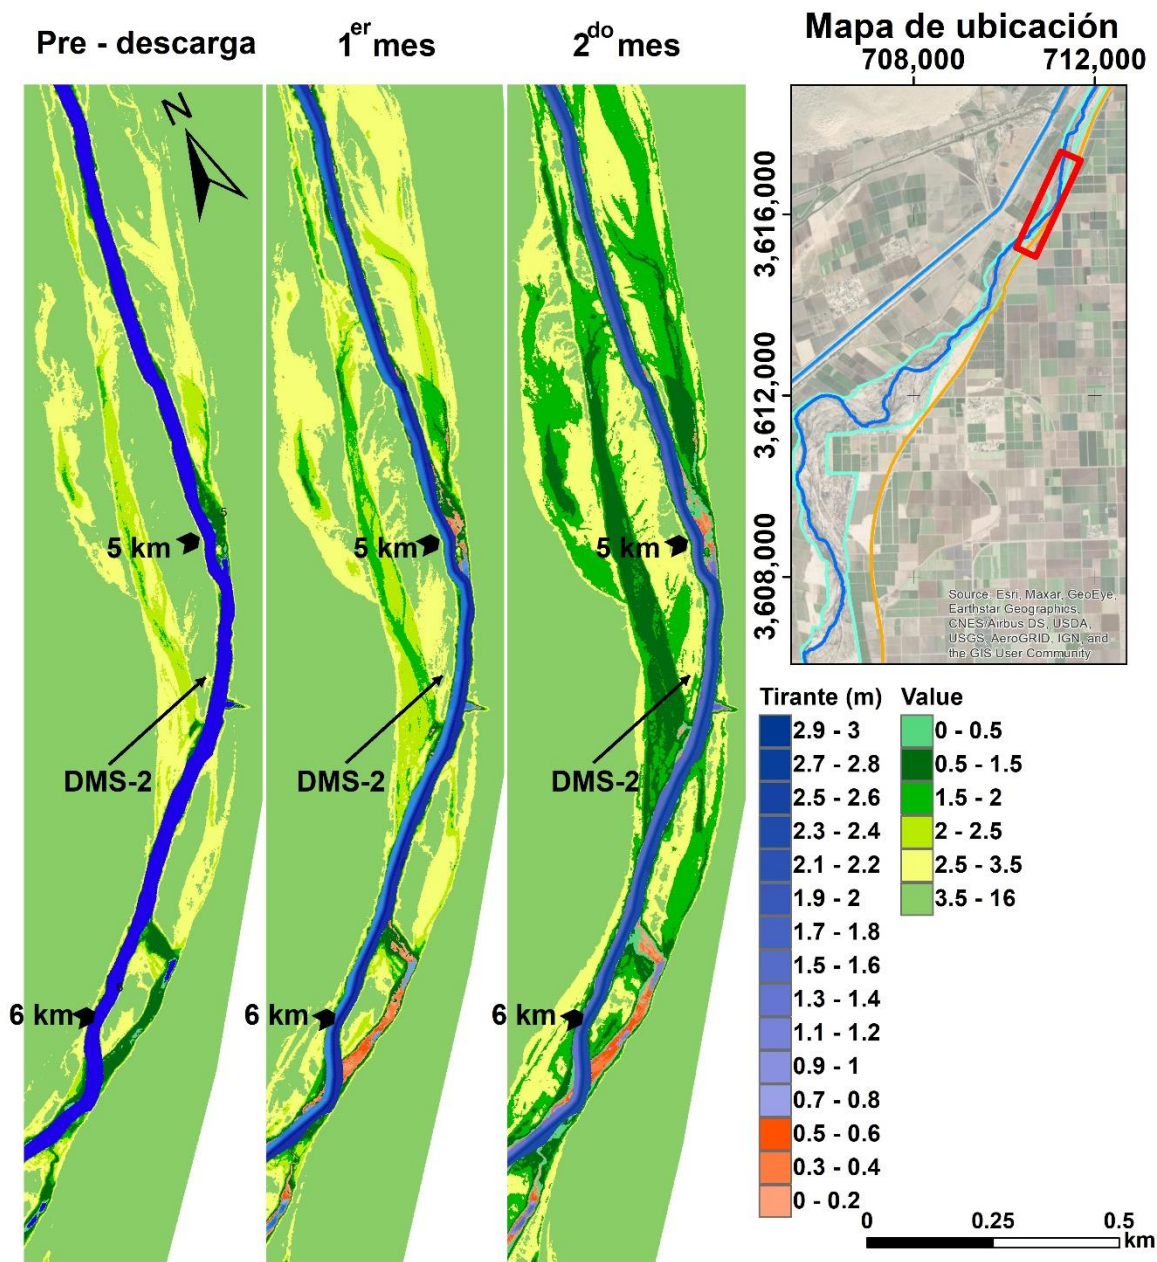 Pre - descarga
1er mes
2do mes
Mapa de ubicación
708,000
712,000
N
3,616,000
3,612,000
3,608,000
Source: Esri, Maxar, GeoEye,
Earthstar Geographics,
CNES/Airbus DS, USDA,
USGS, AeroGRID, IGN, and
the GIS User Community
5
5 km
5 km
5 km
DMS-2
DMS-2
DMS-2
6
6 km
6 km
6 km
Tirante (m)
2.9 - 3
2.7 - 2.8
2.5 - 2.6
2.3 - 2.4
2.1 - 2.2
1.9 - 2
1.7 - 1.8
1.5 - 1.6
1.3 - 1.4
1.1 - 1.2
0.9 - 1
0.7 - 0.8
0.5 - 0.6
0.3 - 0.4
0 - 0.2
Value
0 - 0.5
0.5 - 1.5
1.5 - 2
2 - 2.5
2.5 - 3.5
3.5 - 16
0
0.25
0.5
km